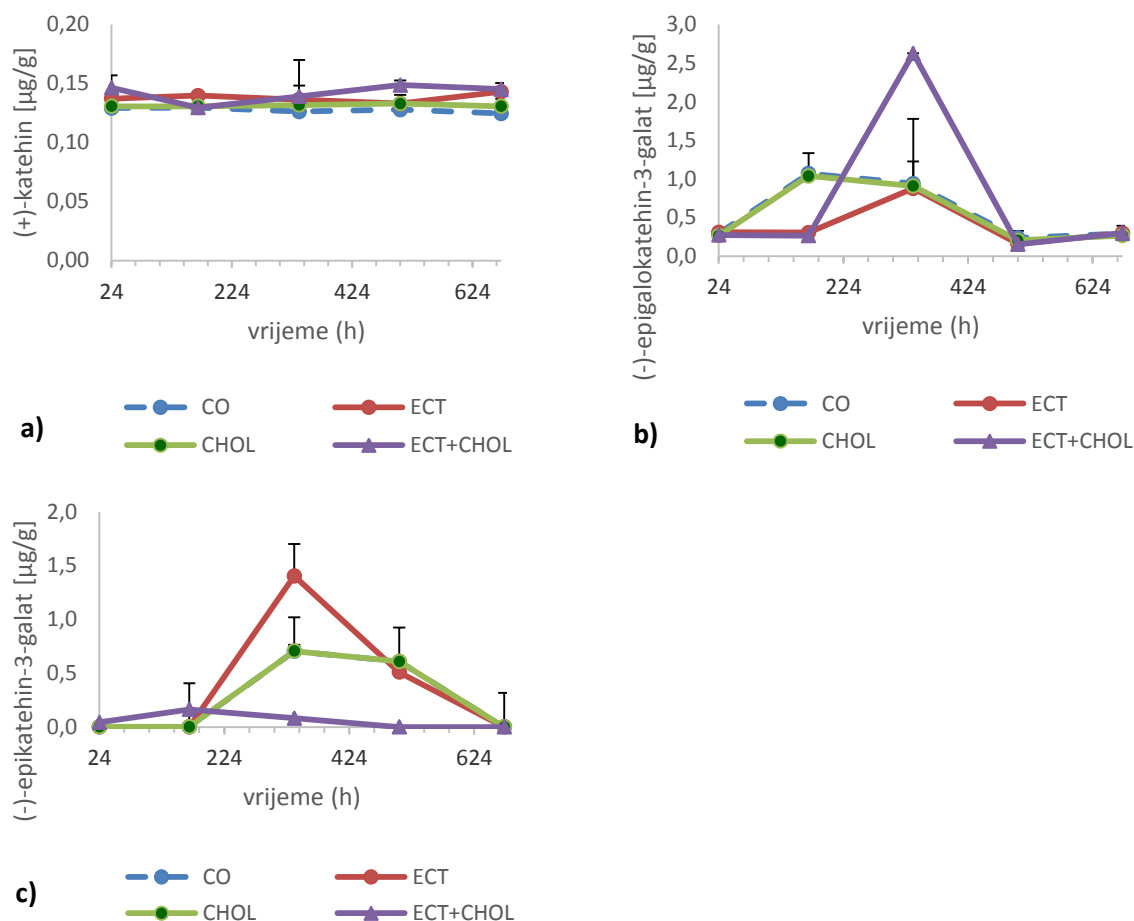 (+)-katehin [µg/g]
0,20
0,15
0,10
0,05
0,00
24 224 424 624
vrijeme (h)
CO ECT
CHOL ECT+CHOL
a)
(-)-epigalokatehin-3-galat [µg/g]
3,0
2,5
2,0
1,5
1,0
0,5
0,0
24 224 424 624
vrijeme (h)
CO ECT
CHOL ECT+CHOL
b)
(-)-epikatehin-3-galat [µg/g]
2,0
1,5
1,0
0,5
0,0
24 224 424 624
vrijeme (h)
CO ECT
CHOL ECT+CHOL
c)